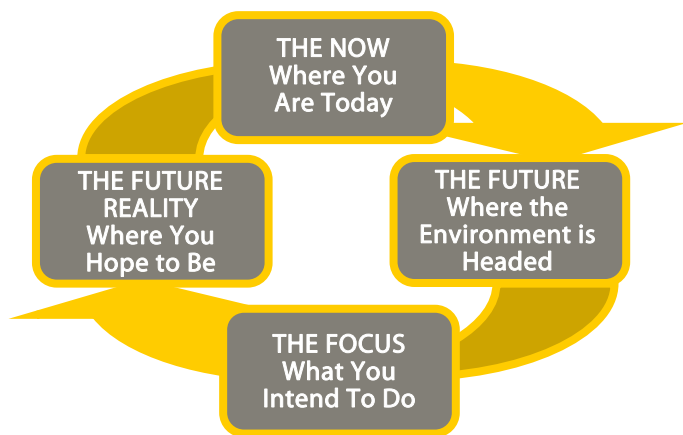 THE NOW
Where You
Are Today
THE FUTURE
Where the
Environment is
Headed
THE FOCUS
What You
Intend To Do
THE FUTURE
REALITY
Where You
Hope to Be